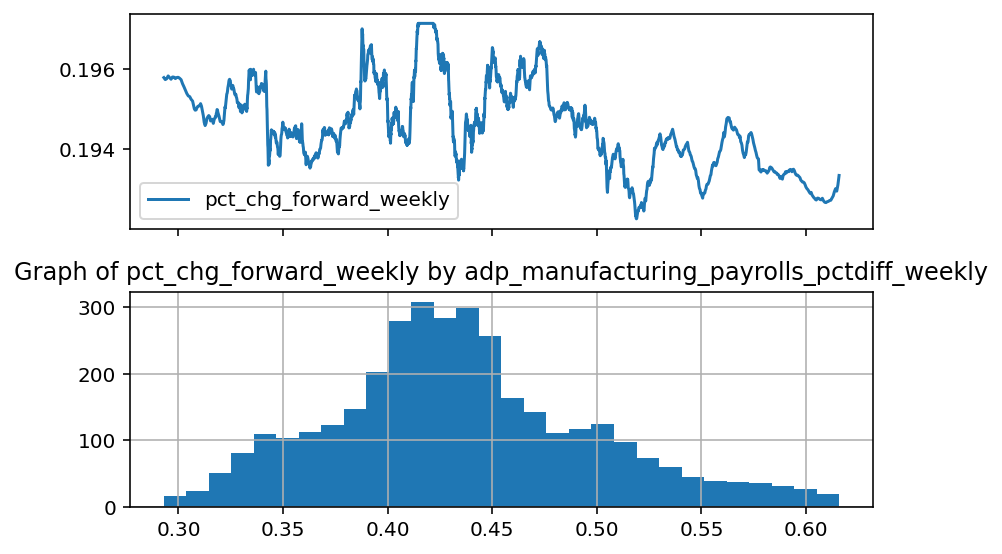 0.196
0.194
pct_chg_forward_weekly
Graph of pct_chg_forward_weekly by adp_manufacturing_payrolls_pctdiff_weekly
300
200
100
0
0.30 0.35 0.40 0.45 0.50 0.55 0.60